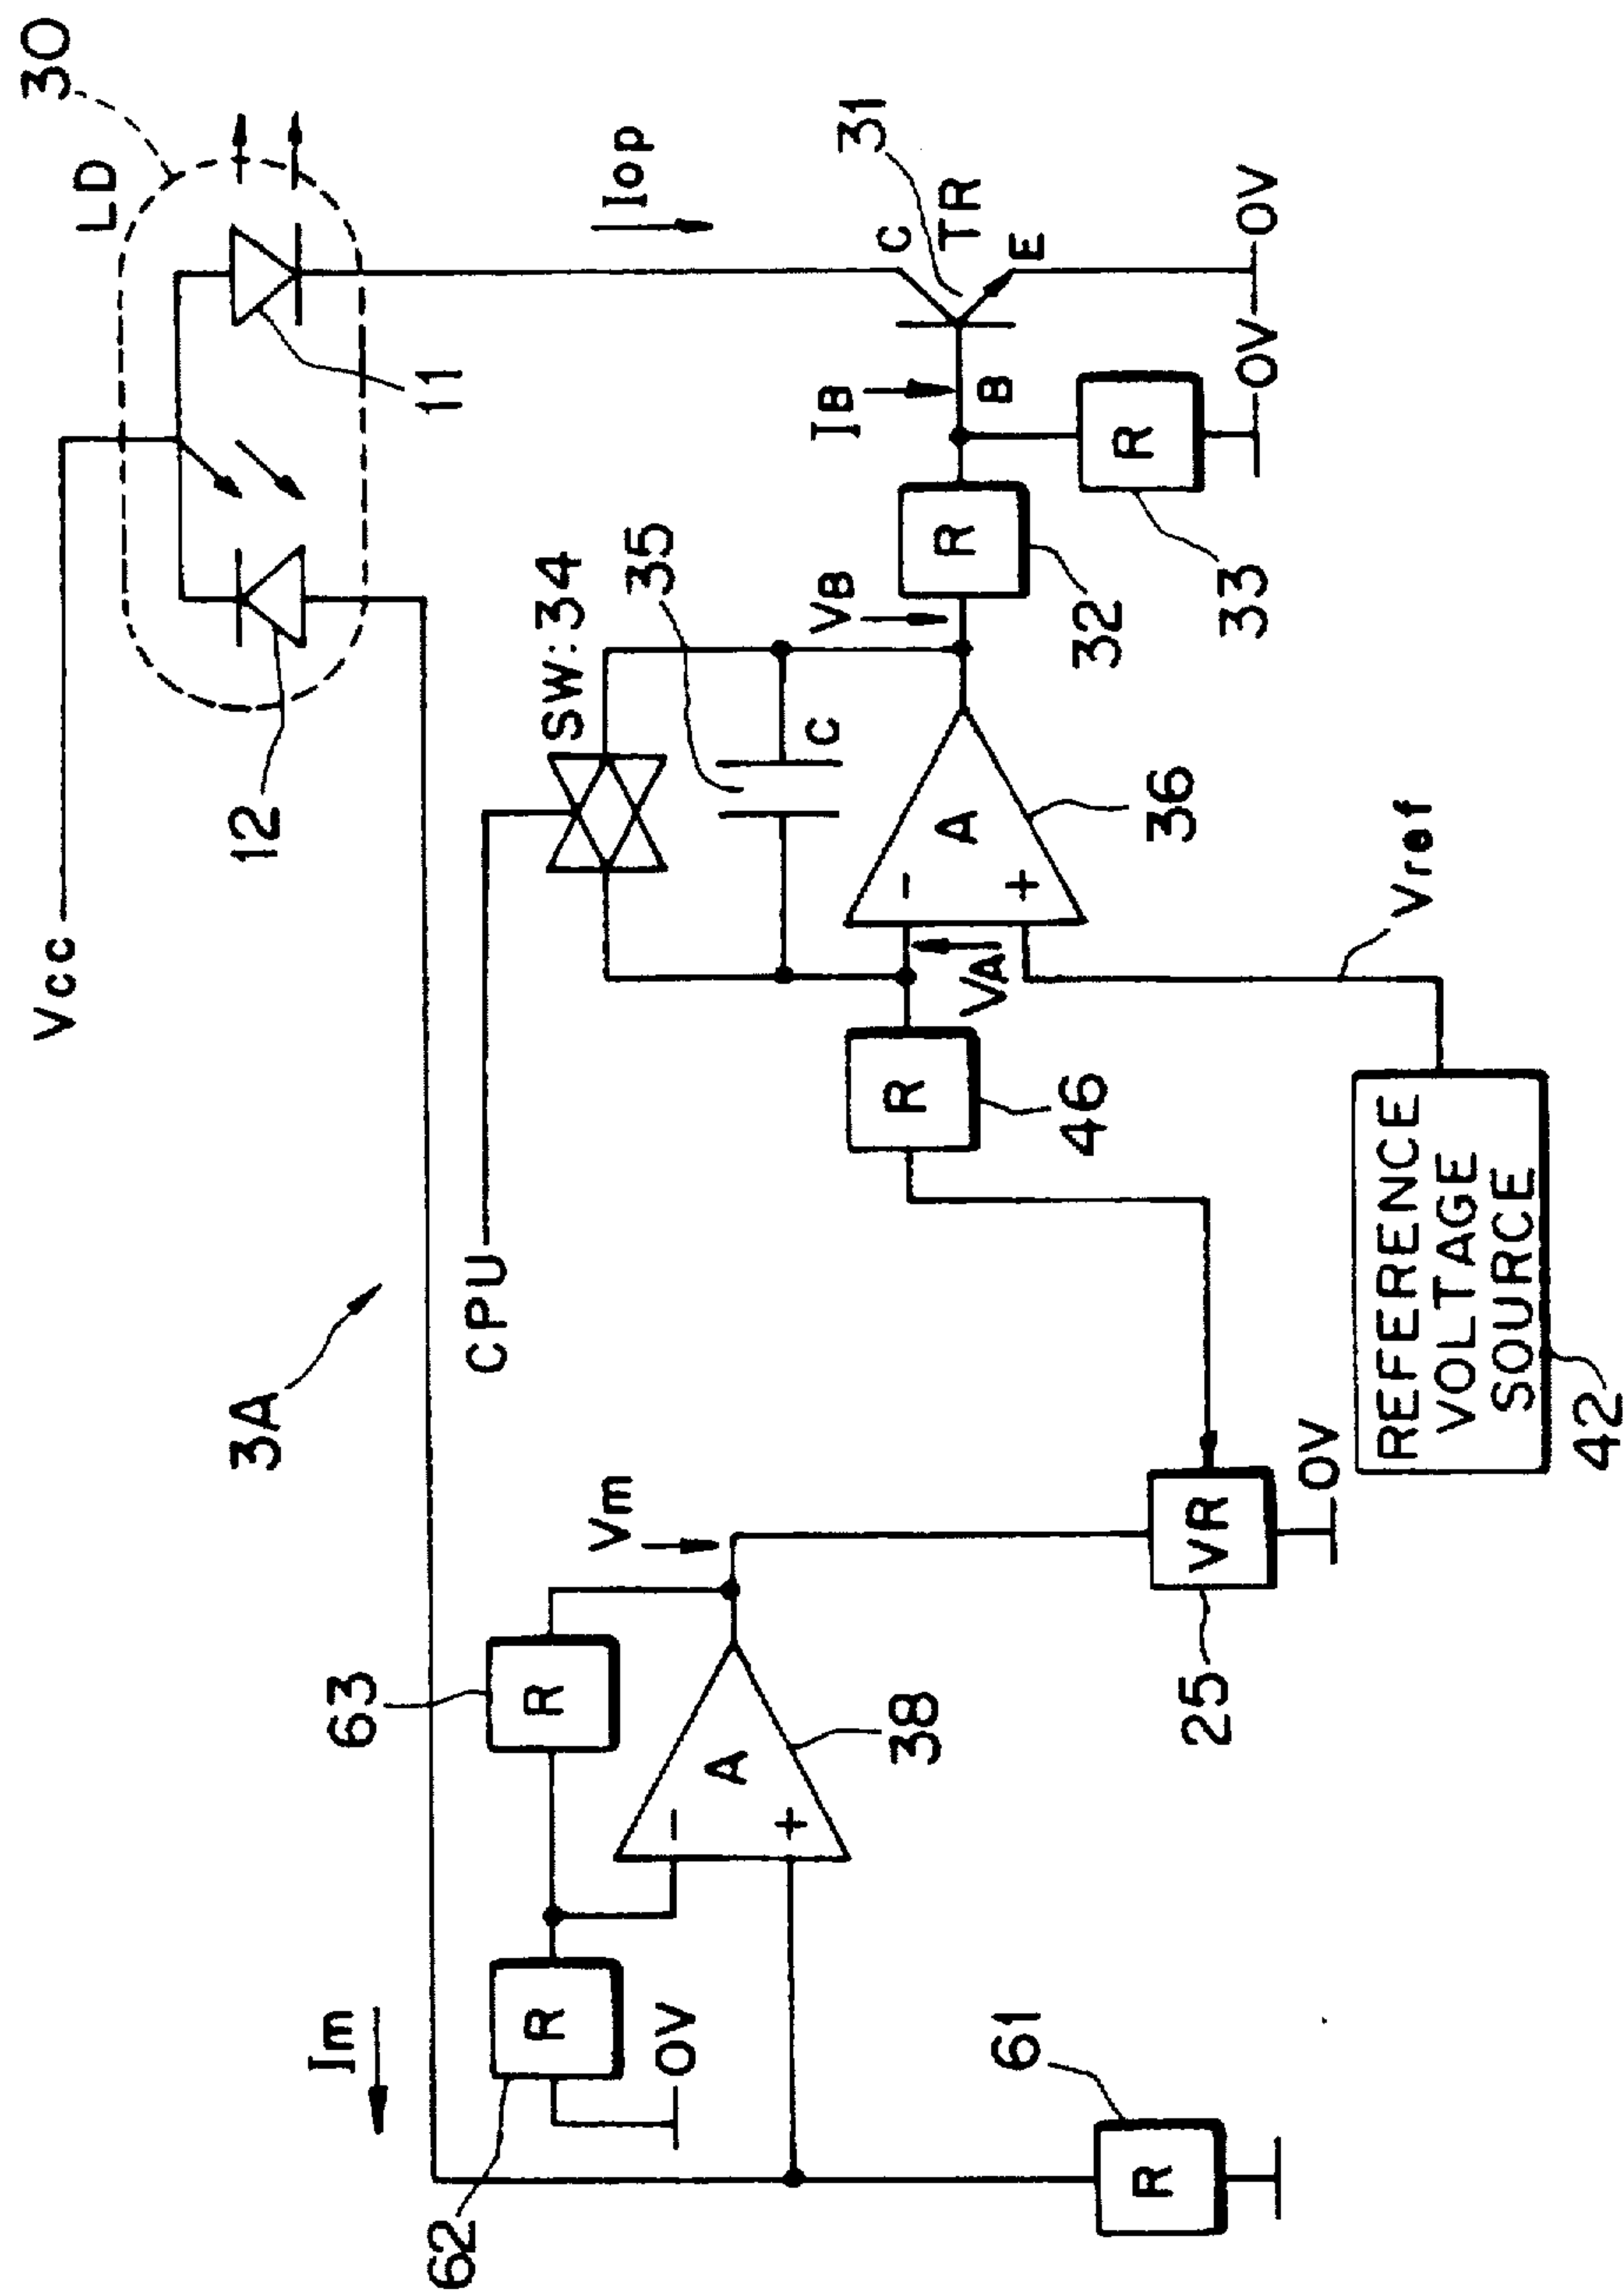 30
LD
Vcc
11
12
Iop
3A
Im
CPU
SW:34
35
C
C
31
TR
E
B
IB
VB
R
32
R
33
0V
0V
A
-
+
36
VA
R
46
Vref
REFERENCE
VOLTAGE
SOURCE
42
Vm
63
R
A
-
+
38
R
62
0V
VR
25
0V
61
R